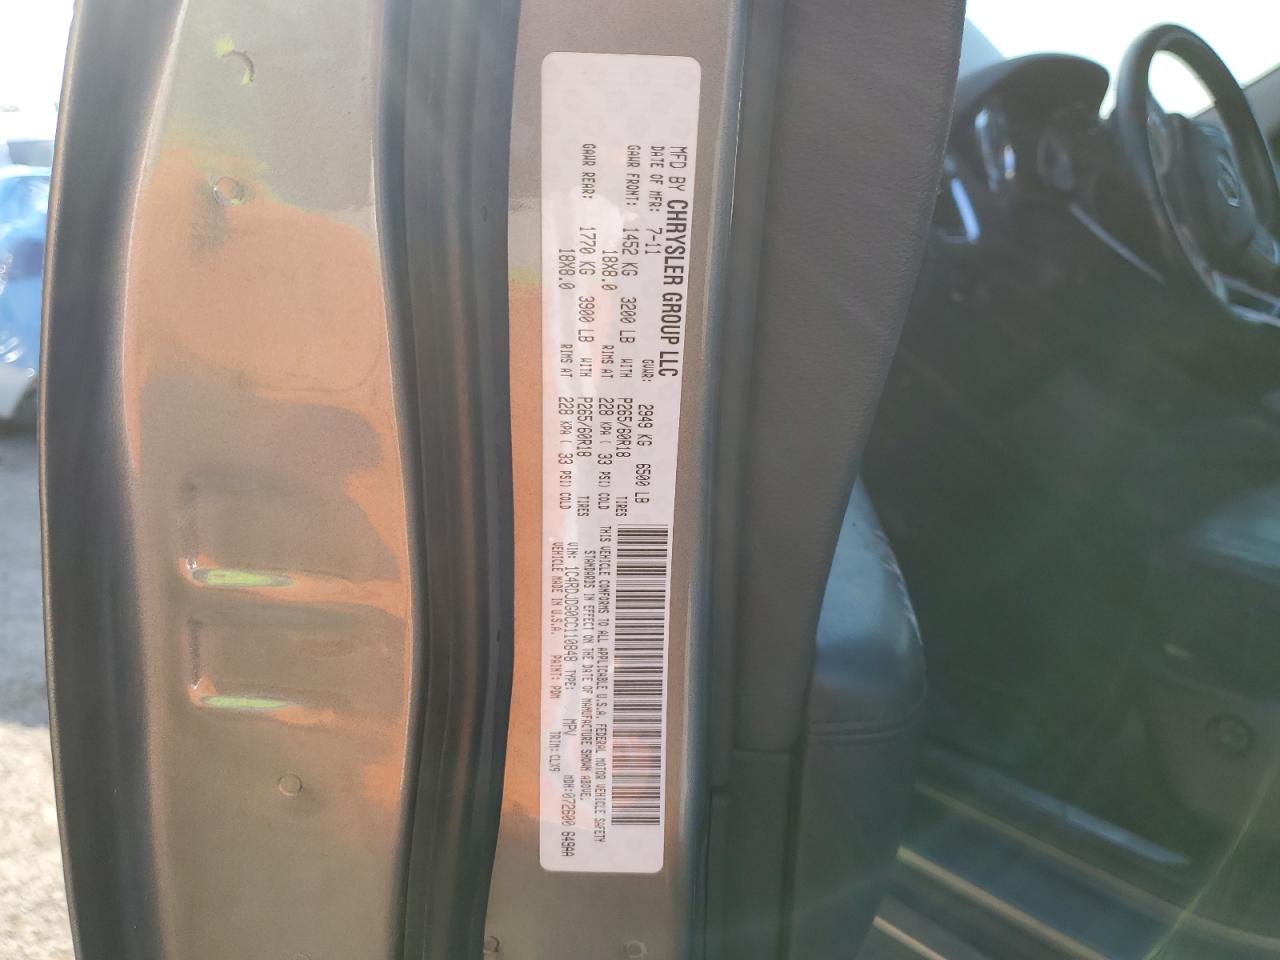 MFD BY CHRYSLER GROUP LLC
DATE OF MFR: 7-11 GVWR: 2949 KG 6500 LB
GAWR FRONT: 1452 KG 3200 LB WITH P265/60R18 TIRES
18X8.0 RIMS AT 228 KPA ( 33 PSI) COLD
GAWR REAR: 1770 KG 3900 LB WITH P265/60R18 TIRES
18X8.0 RIMS AT 228 KPA ( 33 PSI) COLD
THIS VEHICLE CONFORMS TO ALL APPLICABLE U.S.A. FEDERAL MOTOR VEHICLE SAFETY
STANDARDS IN EFFECT ON THE DATE OF MANUFACTURE SHOWN ABOVE.
VIN: 1C4RDJDG0CC110848 TYPE: MPV MDH:072600 649AA
VEHICLE MADE IN U.S.A. PAINT: PDM TRIM: CLX9